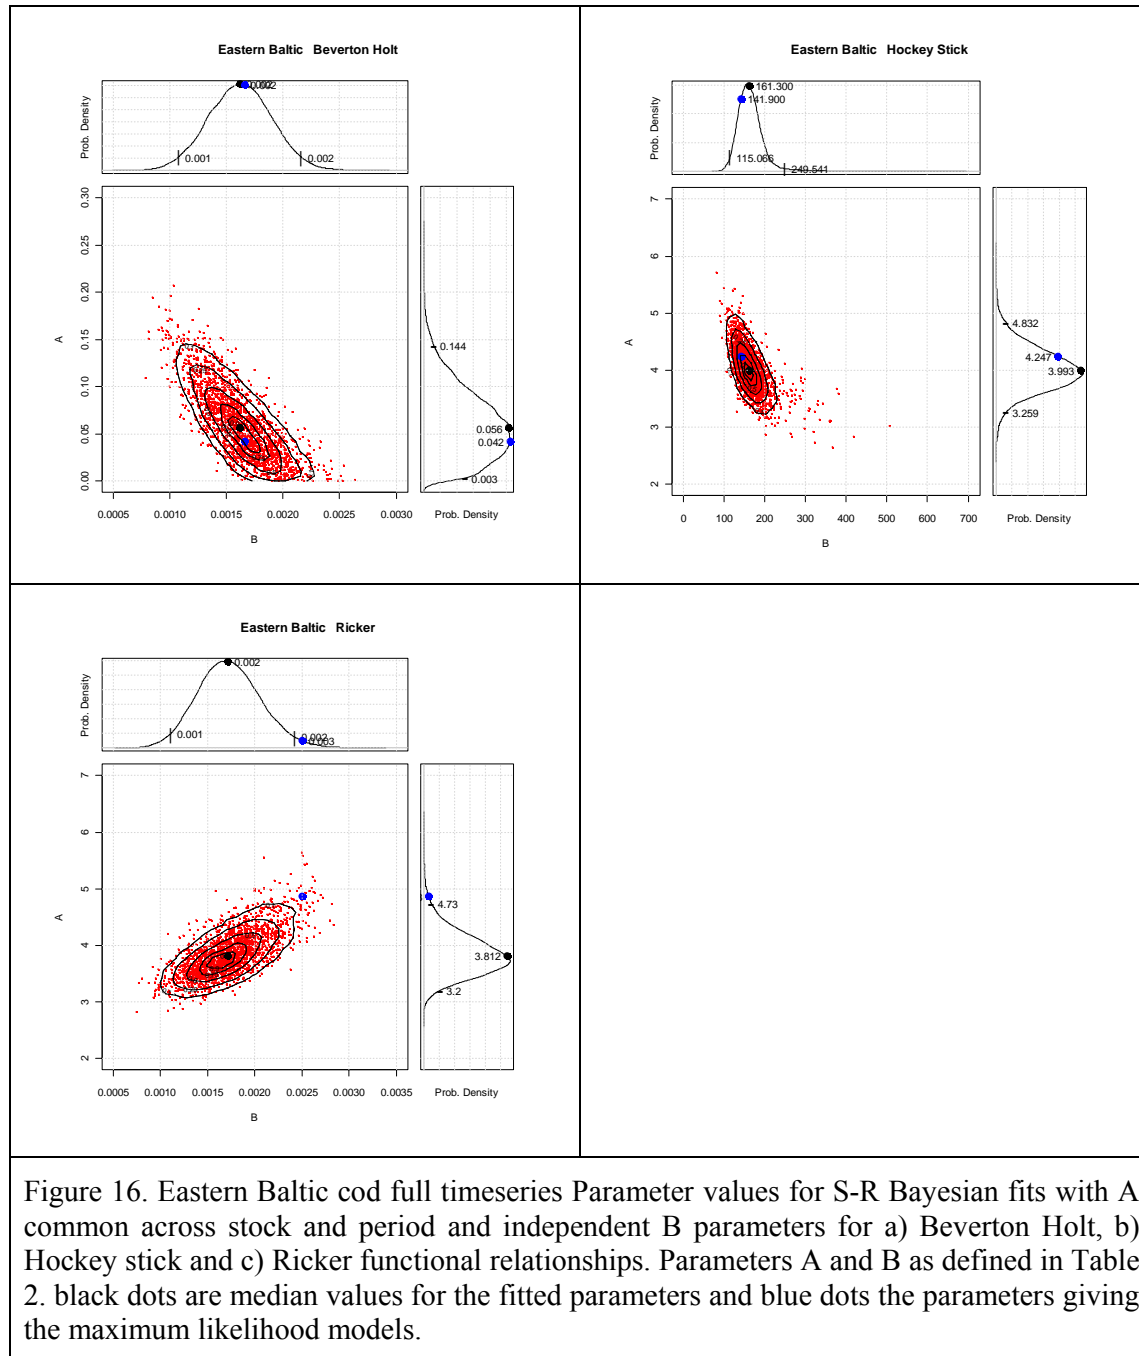 Eastern Baltic Beverton Holt
Prob. Density
0.002
0.001
0.002
A
0.30
0.25
0.20
0.15
0.10
0.05
0.00
0.144
0.056
0.042
0.003
0.0005 0.0010 0.0015 0.0020 0.0025 0.0030
Prob. Density
B
Eastern Baltic Hockey Stick
Prob. Density
161.300
141.900
115.066
249.541
A
7
6
5
4
3
2
4.832
4.247
3.993
3.259
0 100 200 300 400 500 600 700
Prob. Density
B
Eastern Baltic Ricker
Prob. Density
0.002
0.001
0.002
0.003
A
7
6
5
4
3
2
4.73
3.812
3.2
0.0005 0.0010 0.0015 0.0020 0.0025 0.0030 0.0035
Prob. Density
B
Figure 16. Eastern Baltic cod full timeseries Parameter values for S-R Bayesian fits with A
common across stock and period and independent B parameters for a) Beverton Holt, b)
Hockey stick and c) Ricker functional relationships. Parameters A and B as defined in Table
2. black dots are median values for the fitted parameters and blue dots the parameters giving
the maximum likelihood models.